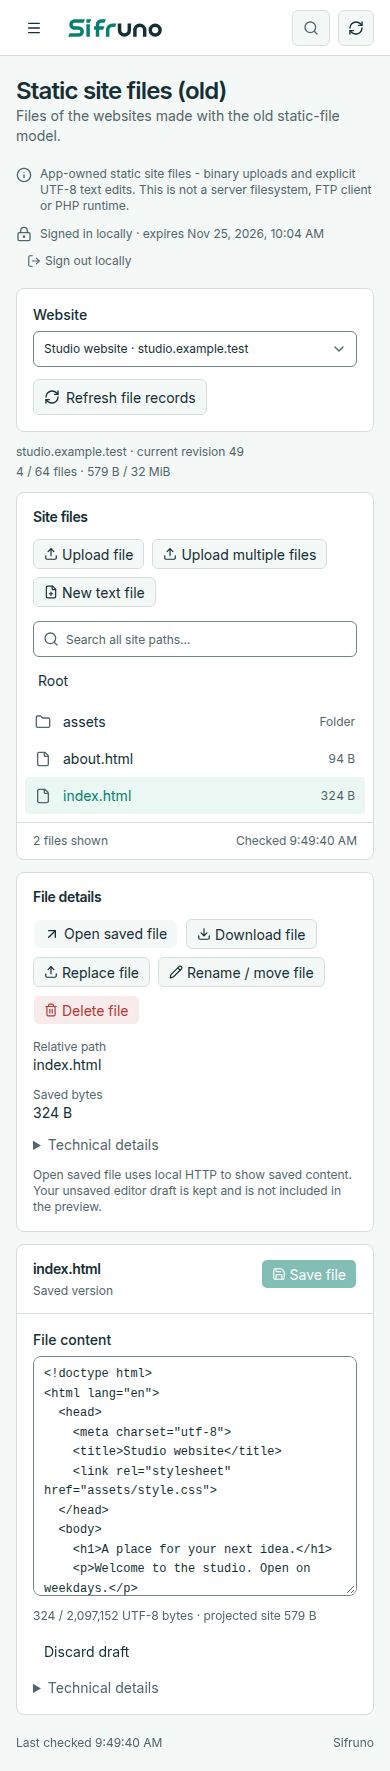 Sifruno
Static site files (old)
Files of the websites made with the old static-file
model.
App-owned static site files - binary uploads and explicit
UTF-8 text edits. This is not a server filesystem, FTP client
or PHP runtime.
Signed in locally · expires Nov 25, 2026, 10:04 AM
Sign out locally
Website
Studio website · studio.example.test
Refresh file records
studio.example.test · current revision 49
4 / 64 files · 579 B / 32 MiB
Site files
Upload file
Upload multiple files
New text file
Search all site paths...
Root
assets Folder
about.html 94 B
index.html 324 B
2 files shown Checked 9:49:40 AM
File details
Open saved file
Download file
Replace file
Rename / move file
Delete file
Relative path
index.html
Saved bytes
324 B
Technical details
Open saved file uses local HTTP to show saved content.
Your unsaved editor draft is kept and is not included in
the preview.
index.html
Saved version
Save file
File content
<!doctype html>
<html lang="en">
  <head>
    <meta charset="utf-8">
    <title>Studio website</title>
    <link rel="stylesheet"
href="assets/style.css">
  </head>
  <body>
    <h1>A place for your next idea.</h1>
    <p>Welcome to the studio. Open on
weekdays.</p>
324 / 2,097,152 UTF-8 bytes · projected site 579 B
Discard draft
Technical details
Last checked 9:49:40 AM Sifruno